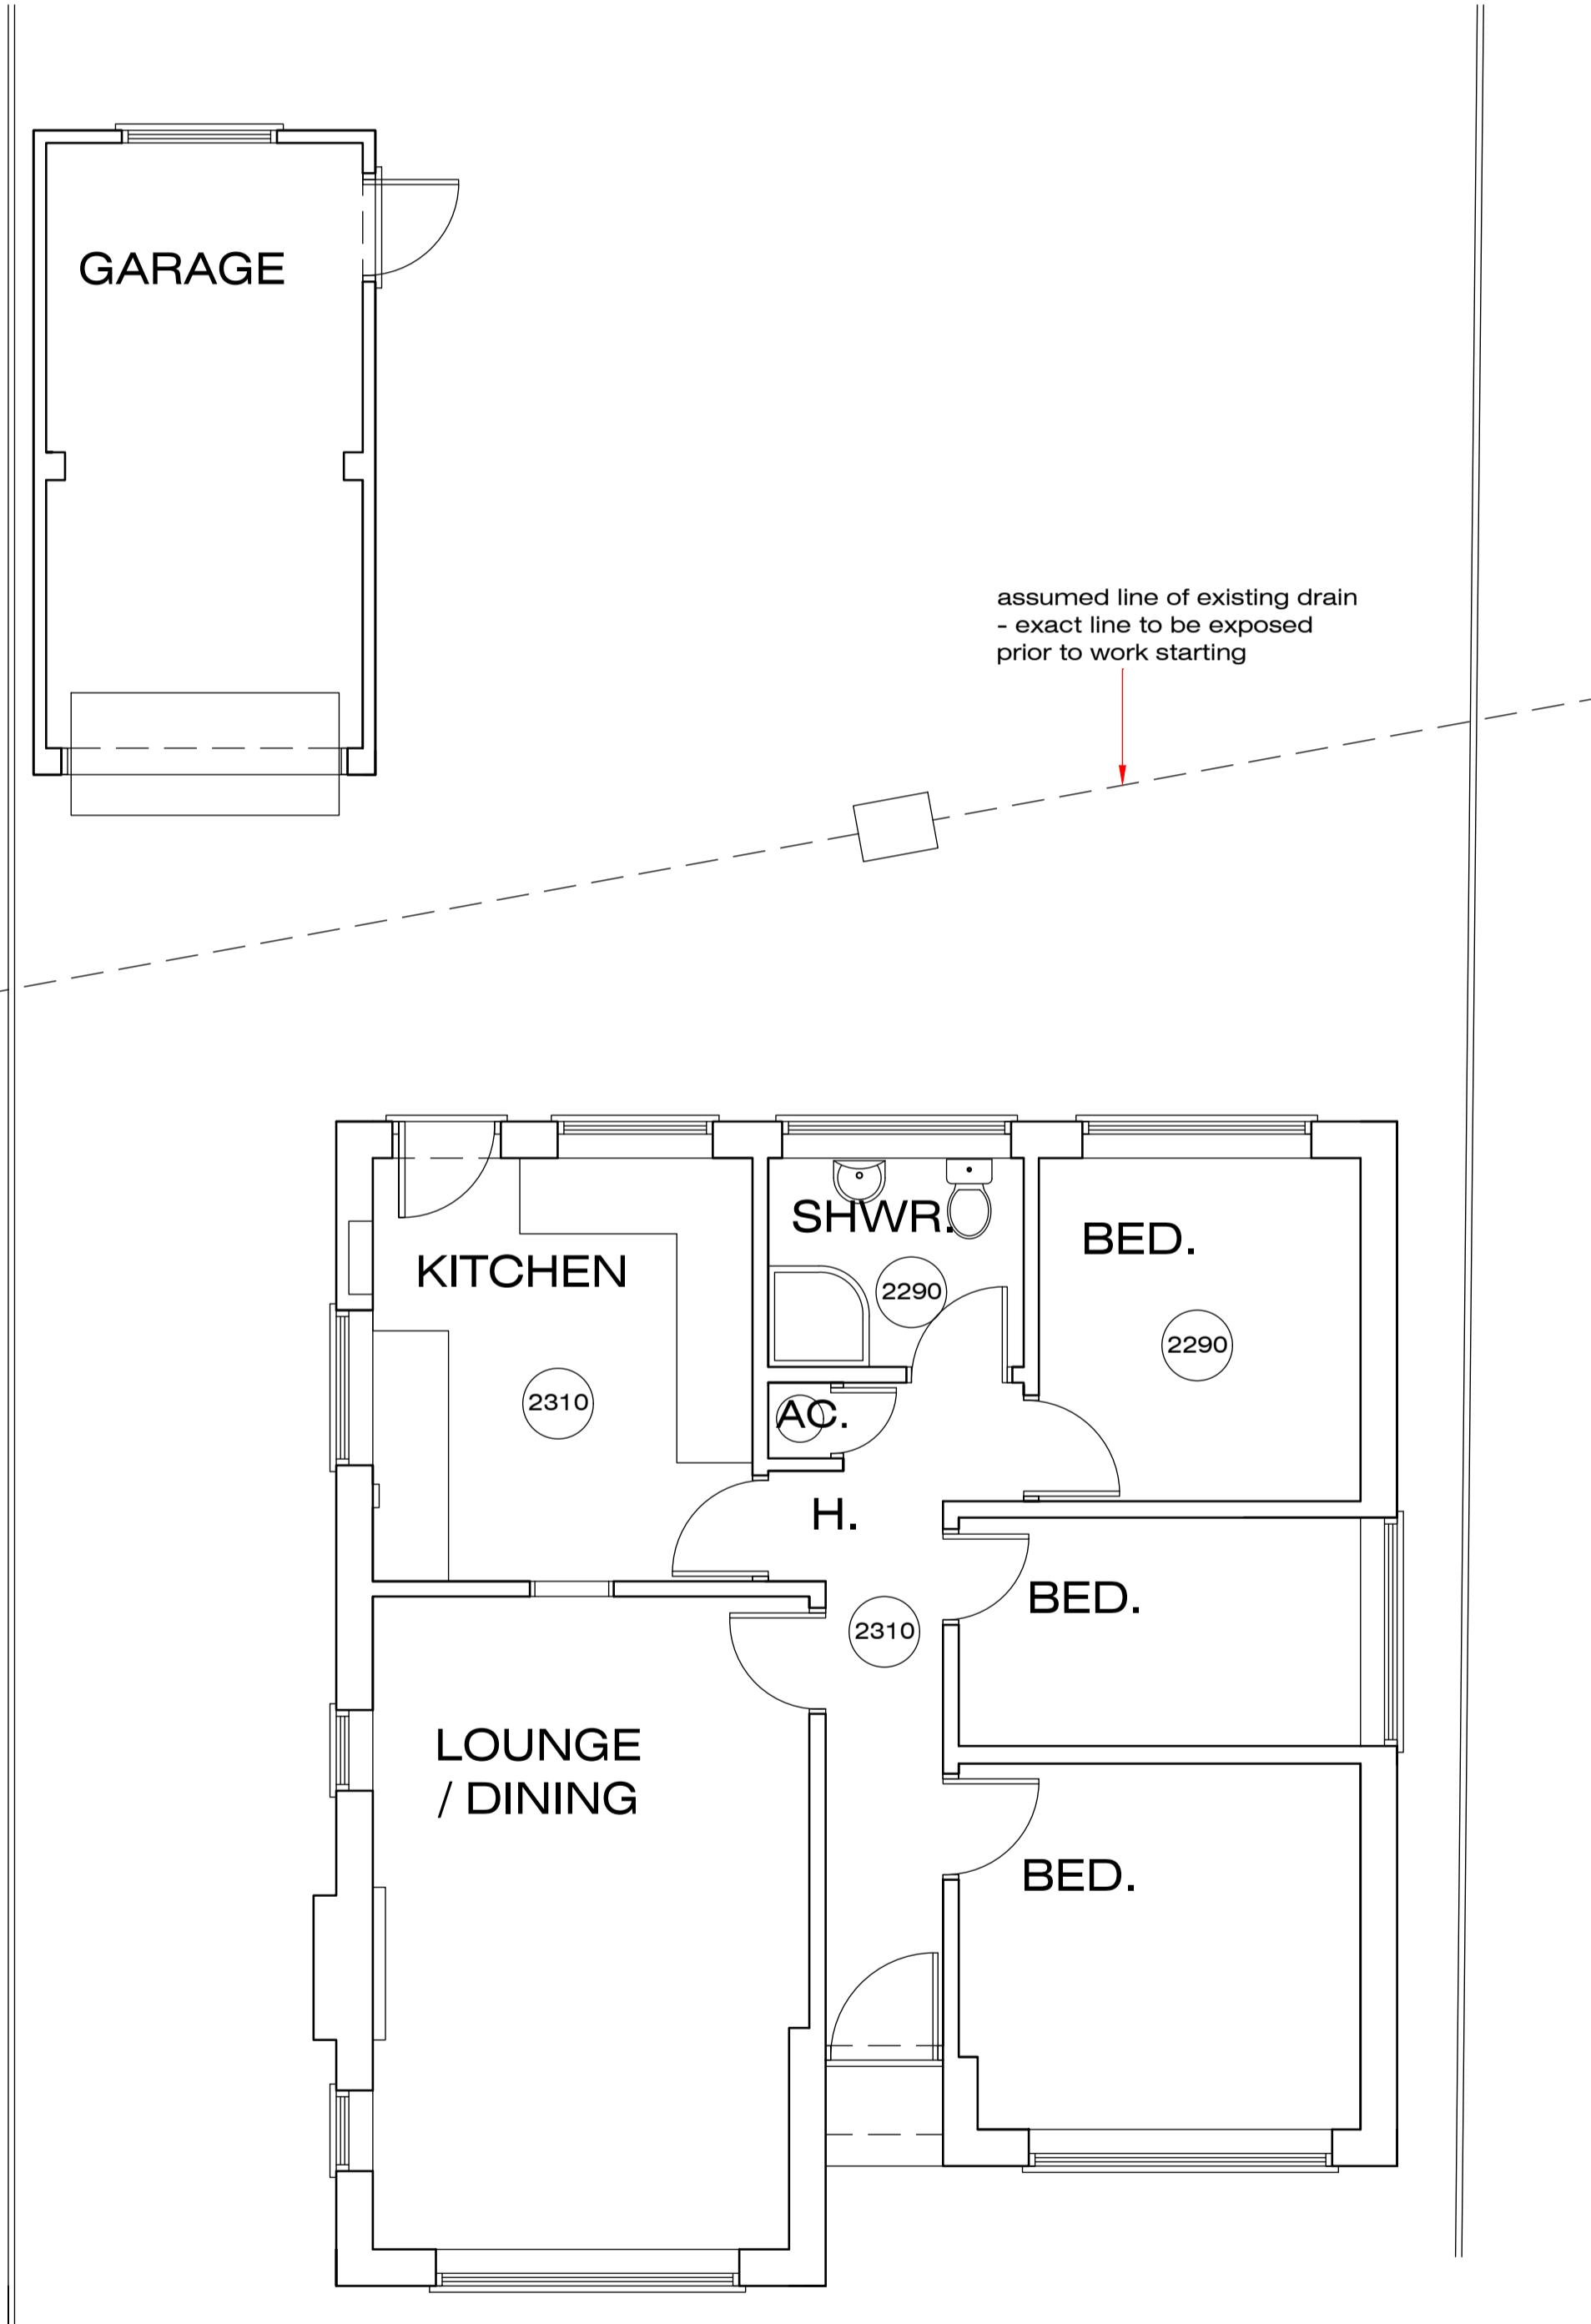 GARAGE
assumed line of existing drain
- exact line to be exposed
prior to work starting
SHWR.
BED.
KITCHEN
2290
2290
2310
AC.
H.
BED.
2310
LOUNGE
/ DINING
BED.